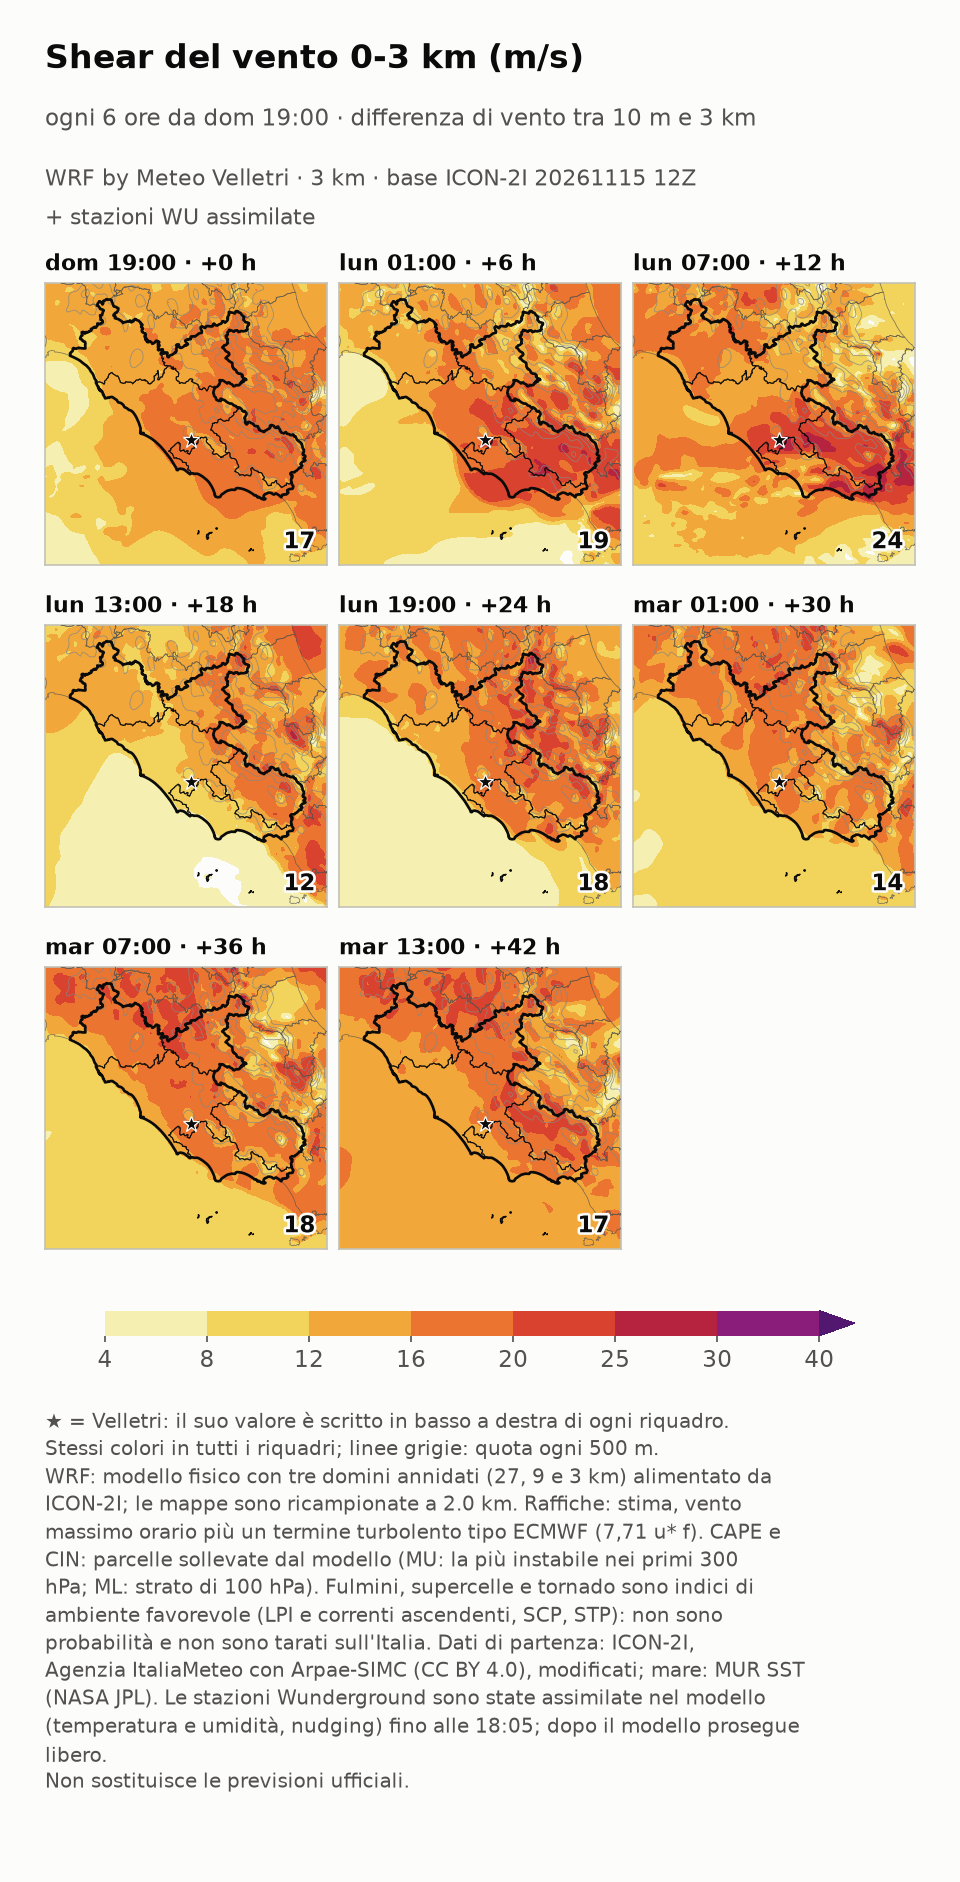 Shear del vento 0-3 km (m/s)
ogni 6 ore da dom 19:00 · differenza di vento tra 10 m e 3 km
WRF by Meteo Velletri · 3 km · base ICON-2I 20261115 12Z
+ stazioni WU assimilate
dom 19:00 · +0 h
lun 01:00 · +6 h
lun 07:00 · +12 h
17
19
24
lun 13:00 · +18 h
lun 19:00 · +24 h
mar 01:00 · +30 h
12
18
14
mar 07:00 · +36 h
mar 13:00 · +42 h
18
17
4 8 12 16 20 25 30 40
★ = Velletri: il suo valore è scritto in basso a destra di ogni riquadro.
Stessi colori in tutti i riquadri; linee grigie: quota ogni 500 m.
WRF: modello fisico con tre domini annidati (27, 9 e 3 km) alimentato da
ICON-2I; le mappe sono ricampionate a 2.0 km. Raffiche: stima, vento
massimo orario più un termine turbolento tipo ECMWF (7,71 u* f). CAPE e
CIN: parcelle sollevate dal modello (MU: la più instabile nei primi 300
hPa; ML: strato di 100 hPa). Fulmini, supercelle e tornado sono indici di
ambiente favorevole (LPI e correnti ascendenti, SCP, STP): non sono
probabilità e non sono tarati sull'Italia. Dati di partenza: ICON-2I,
Agenzia ItaliaMeteo con Arpae-SIMC (CC BY 4.0), modificati; mare: MUR SST
(NASA JPL). Le stazioni Wunderground sono state assimilate nel modello
(temperatura e umidità, nudging) fino alle 18:05; dopo il modello prosegue
libero.
Non sostituisce le previsioni ufficiali.